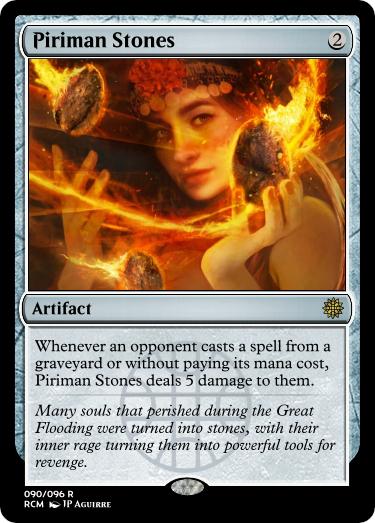 Piriman Stones 2
Artifact
Whenever an opponent casts a spell from a
graveyard or without paying its mana cost,
Piriman Stones deals 5 damage to them.
Many souls that perished during the Great
Flooding were turned into stones, with their
inner rage turning them into powerful tools for
revenge.
090/096 R
RCM JP Aguirre